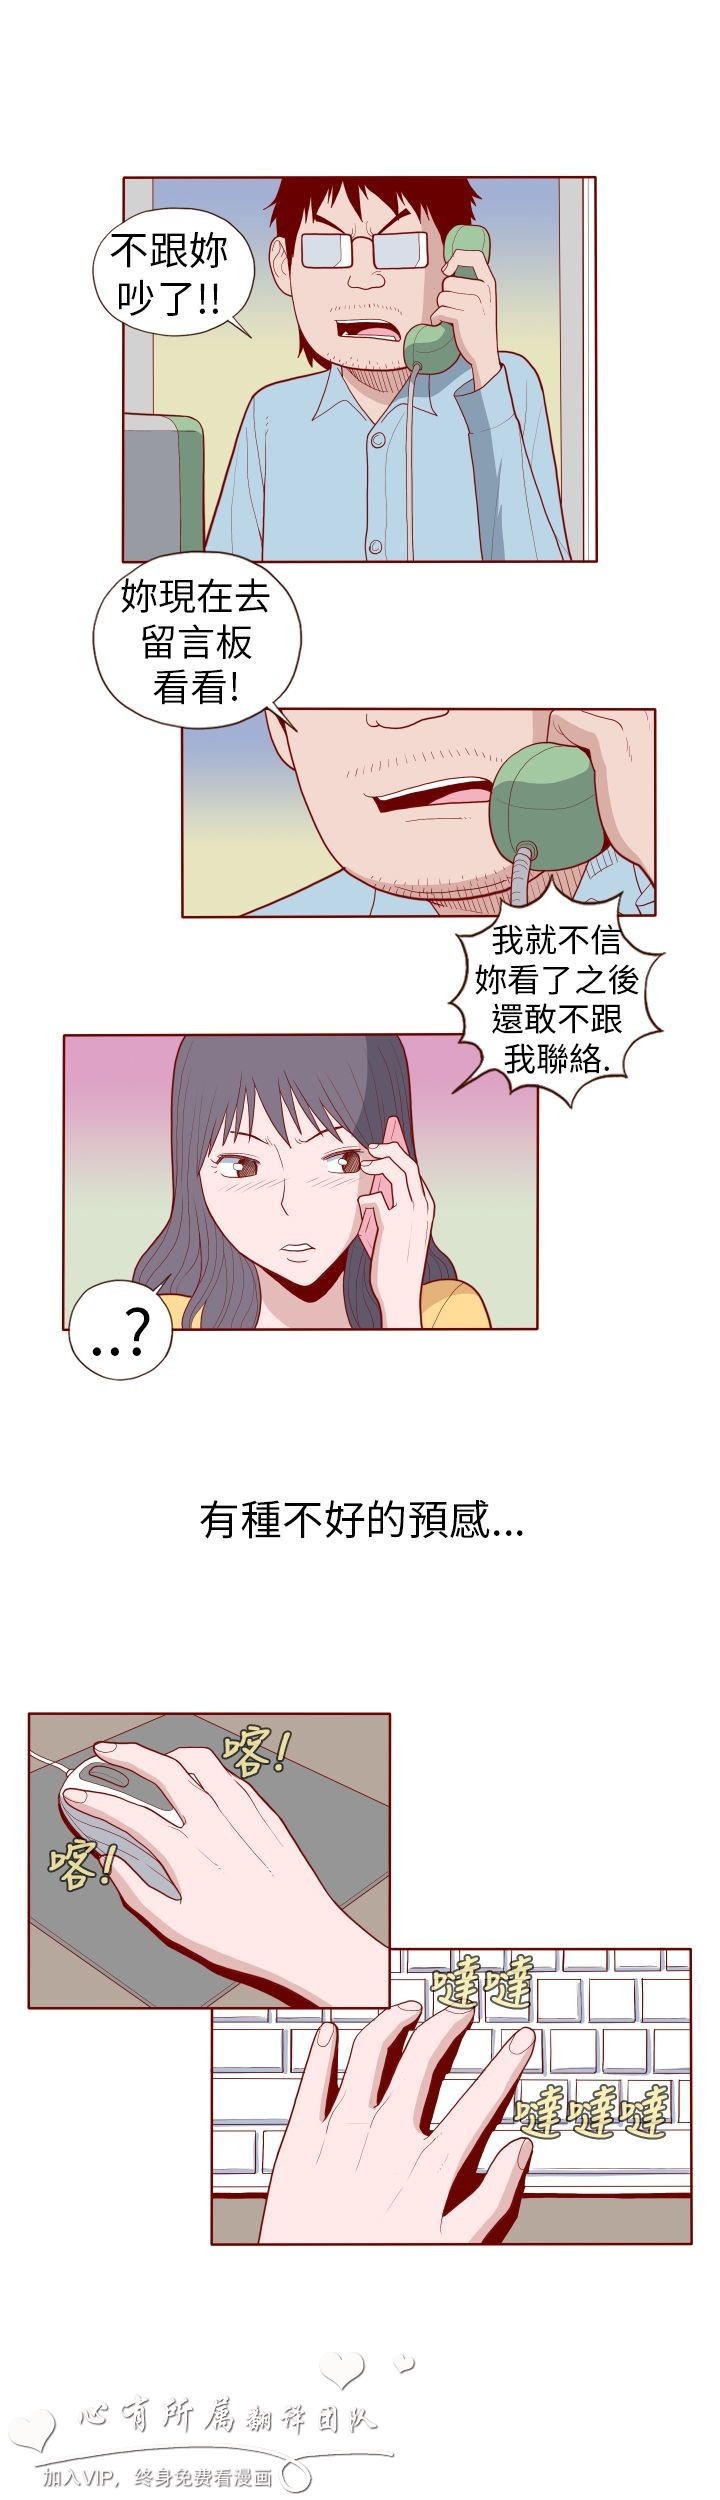 不跟妳
吵了!!
妳現在去
留言板
看看!
我就不信
妳看了之後
還敢不跟
我聯絡.
..?
有種不好的預感...
喀!
喀!
噠噠
噠噠噠
心有所属翻译团队
加入VIP，终身免费看漫画